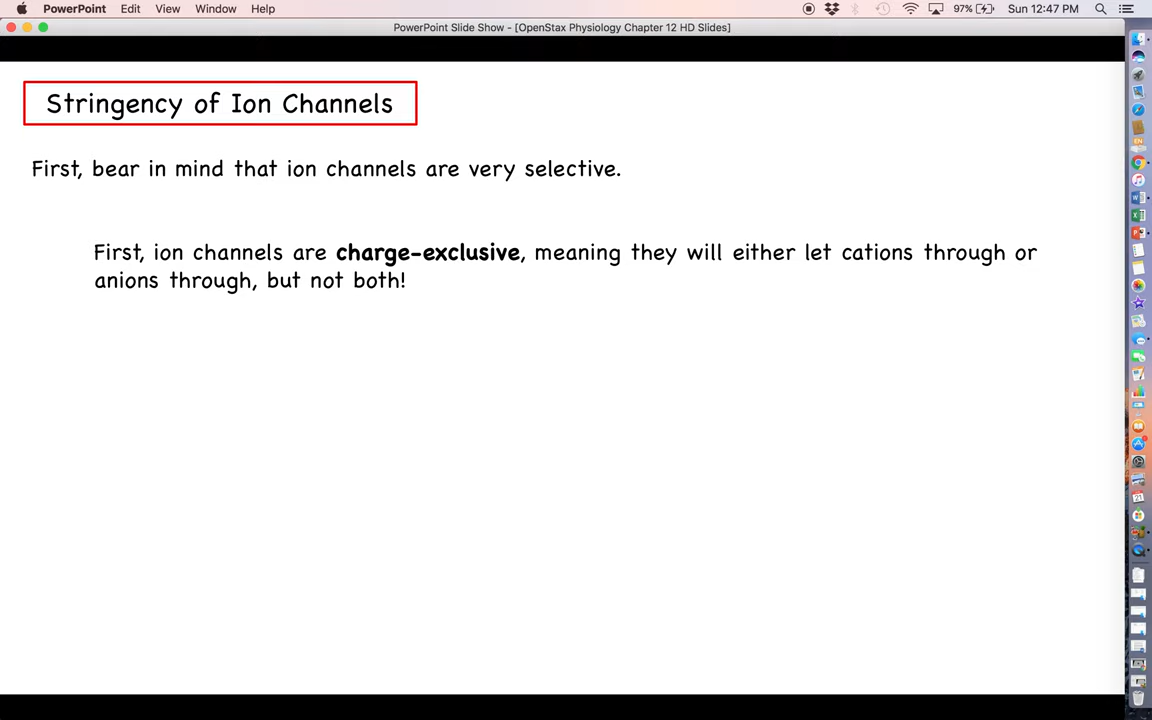 PowerPoint Edit View Window Help 97% Sun 12:47 PM
PowerPoint Slide Show - [OpenStax Physiology Chapter 12 HD Slides]
Stringency of Ion Channels
First, bear in mind that ion channels are very selective.
First, ion channels are charge-exclusive, meaning they will either let cations through or
anions through, but not both!